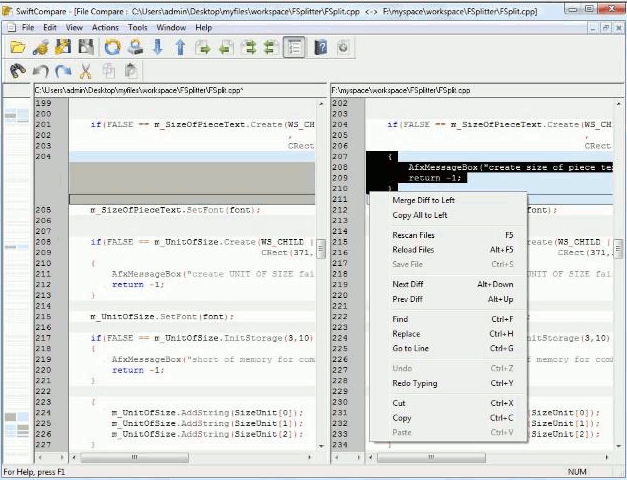 SwiftCompare - [File Compare : C:\Users\admin\Desktop\myfiles\workspace\FSplitter\FSplit.cpp <-> F:\myspace\workspace\FSplitter\FSplit.cpp]
File Edit View Actions Tools Window Help
C:\Users\admin\Desktop\myfiles\workspace\FSplitter\FSplit.cpp*
199
200
201 if(FALSE == m_SizeOfPieceText.Create(WS_CH
202 ,
203 CRect
204
205 m_SizeOfPieceText.SetFont(font);
206
207
208 if(FALSE == m_UnitOfSize.Create(WS_CHILD |
209 CRect(371,
210 {
211 AfxMessageBox("create UNIT OF SIZE fai
212 return -1;
213 }
214
215 m_UnitOfSize.SetFont(font);
216
217 if(FALSE == m_UnitOfSize.InitStorage(3,10)
218 {
219 AfxMessageBox("short of memory for com
220 return -1;
221 }
222
223 {
224 m_UnitOfSize.AddString(SizeUnit[0]);
225 m_UnitOfSize.AddString(SizeUnit[1]);
226 m_UnitOfSize.AddString(SizeUnit[2]);
227 }
F:\myspace\workspace\FSplitter\FSplit.cpp
202
203
204 if(FALSE == m_SizeOfPieceText.Create(WS_CH
205 ,
206 CRect
207 {
208 AfxMessageBox("create size of piece te
209 return -1;
210 }
211
212 font);
213
214
215 Create(WS_CHILD |
216 CRect(371,
217
218 UNIT OF SIZE fai
219
220
221
222 nt);
223
224 nitStorage(3,10)
225
226 f memory for com
227
228
229
230
231 SizeUnit[0]);
232 SizeUnit[1]);
233 SizeUnit[2]);
234
Merge Diff to Left
Copy All to Left
Rescan Files F5
Reload Files Alt+F5
Save File Ctrl+S
Next Diff Alt+Down
Prev Diff Alt+Up
Find Ctrl+F
Replace Ctrl+H
Go to Line Ctrl+G
Undo Ctrl+Z
Redo Typing Ctrl+Y
Cut Ctrl+X
Copy Ctrl+C
Paste Ctrl+V
For Help, press F1
NUM